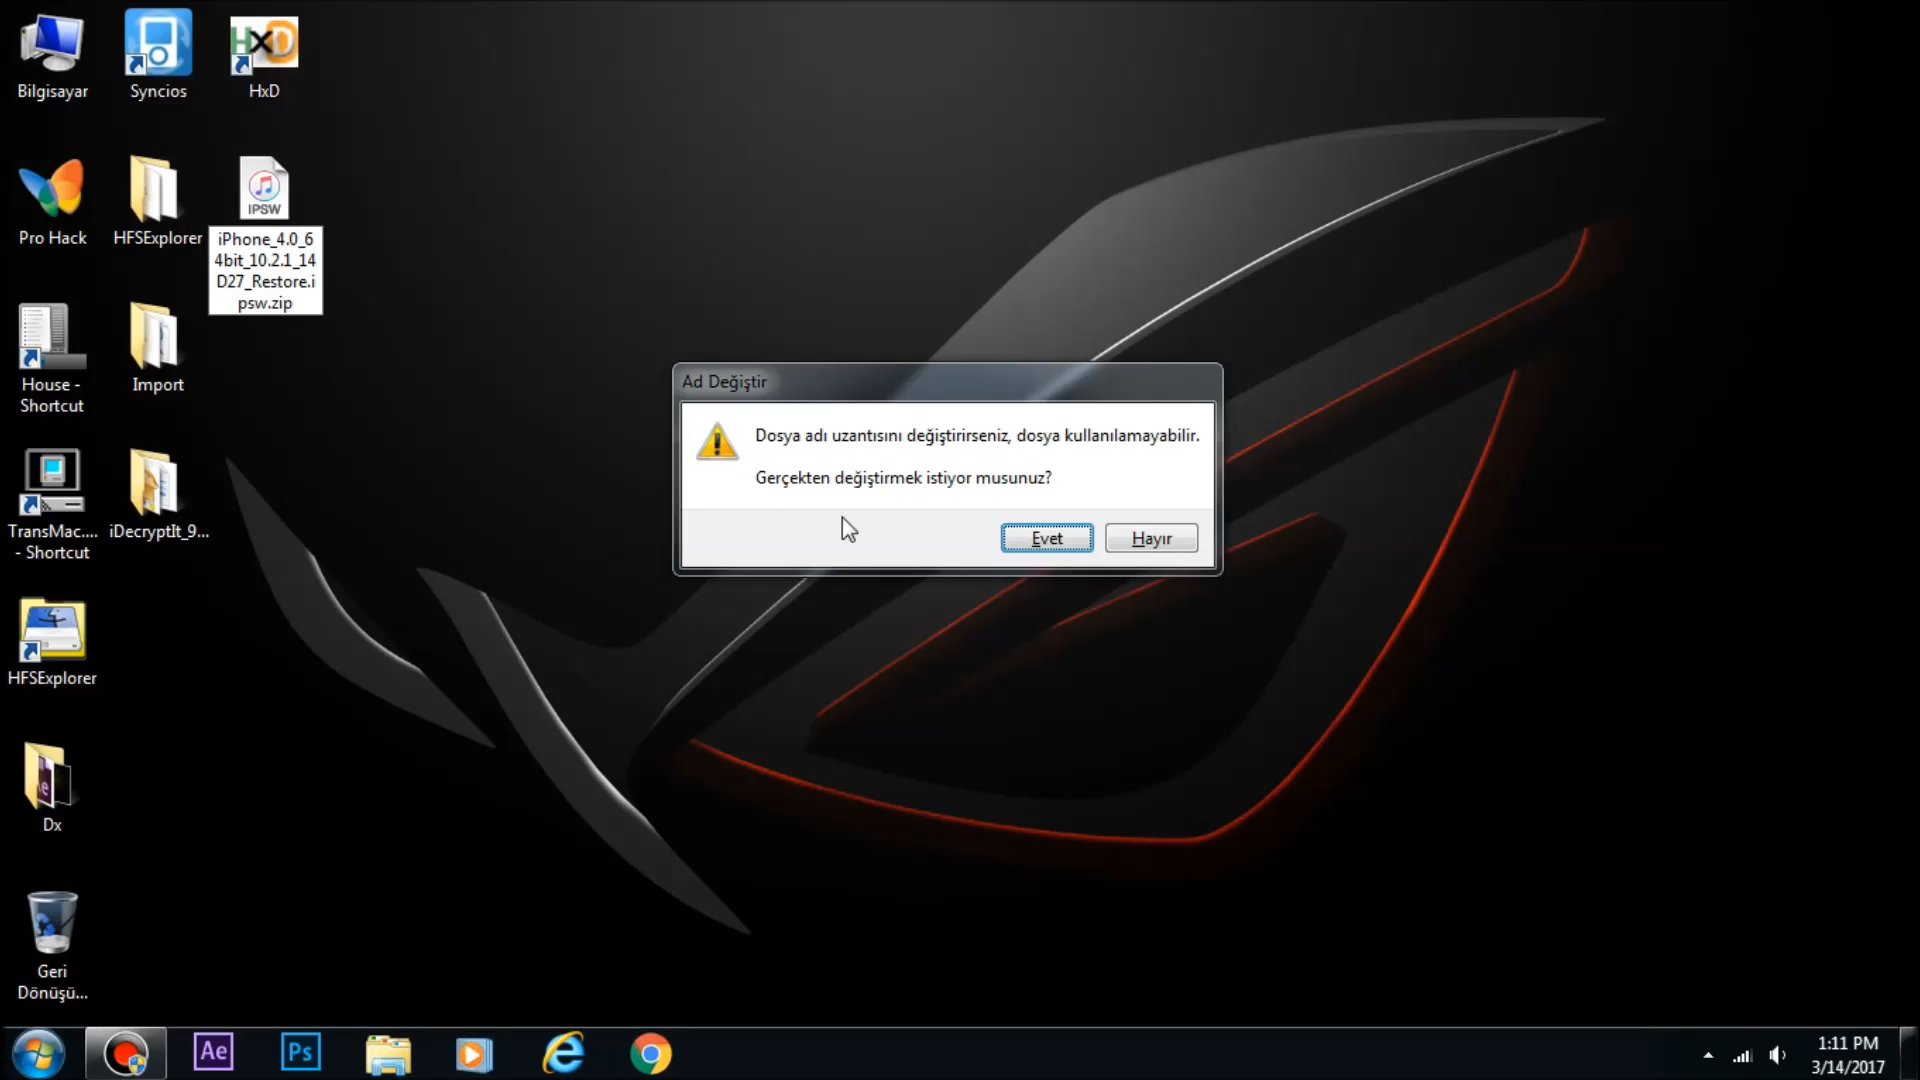 Bilgisayar
Syncios
HxD
HxD
Pro Hack
HFSExplorer
IPSW
iPhone_4.0_6
4bit_10.2.1_14
D27_Restore.i
psw.zip
House -
Shortcut
Import
TransMac....
- Shortcut
iDecryptIt_9...
HFSExplorer
Ae
Dx
Geri
Dönüşü...
Ad Değiştir
Dosya adı uzantısını değiştirirseniz, dosya kullanılamayabilir.
Gerçekten değiştirmek istiyor musunuz?
Evet
Hayır
Ae
Ps
1:11 PM
3/14/2017